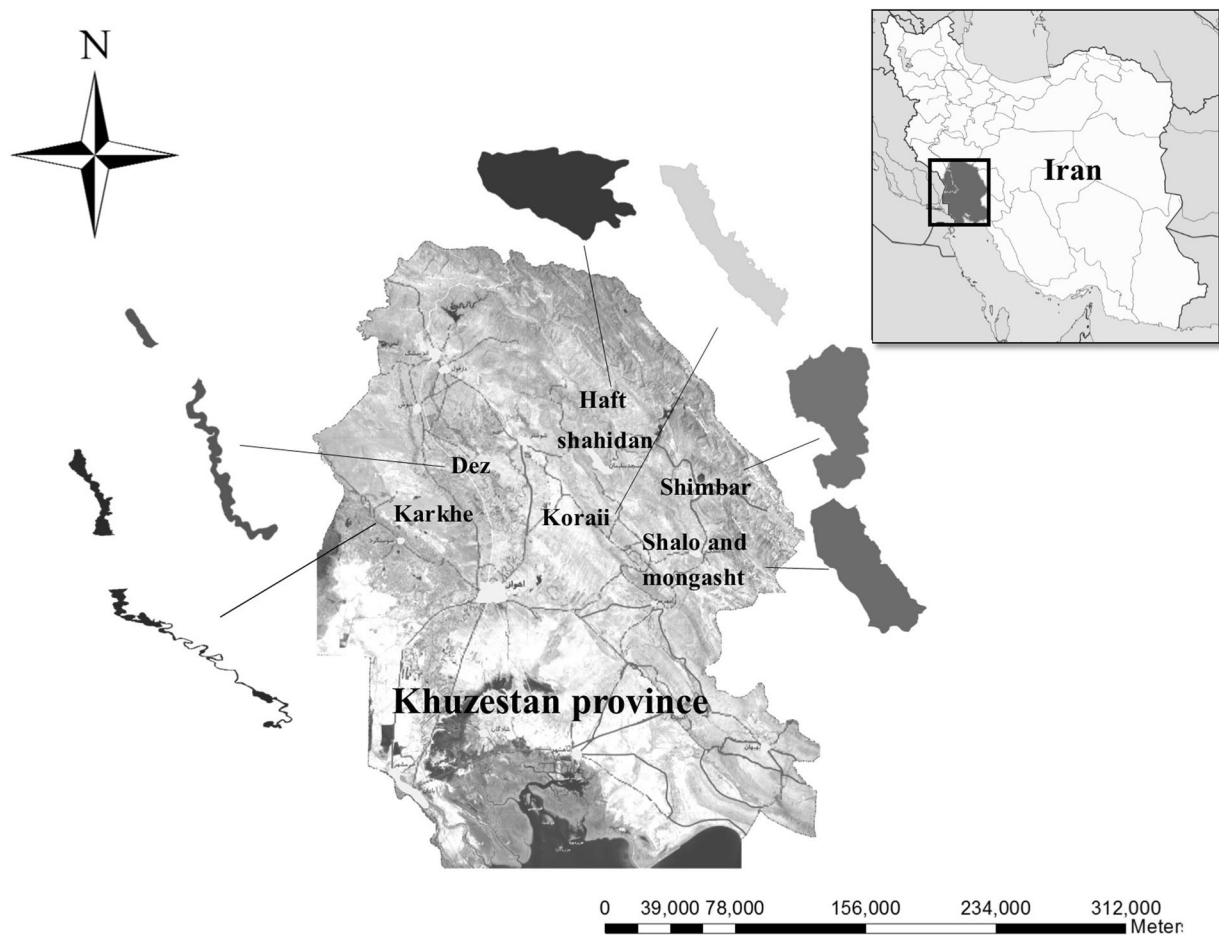 N
Iran
Haft
shahidan
Dez
Shimbar
Karkhe
Koraii
Shalo and
mongasht
اهواز
Khuzestan province
0 39,000 78,000 156,000 234,000 312,000
Meters